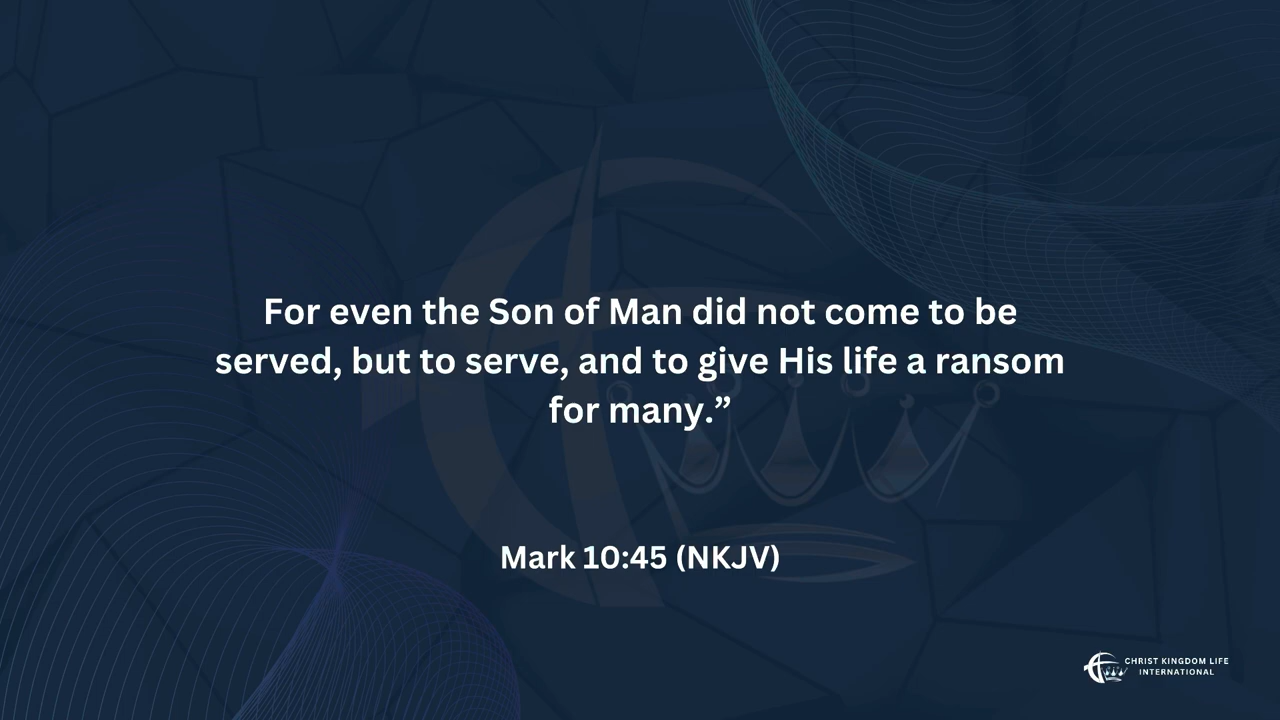 For even the Son of Man did not come to be
served, but to serve, and to give His life a ransom
for many.”
Mark 10:45 (NKJV)
CHRIST KINGDOM LIFE
INTERNATIONAL